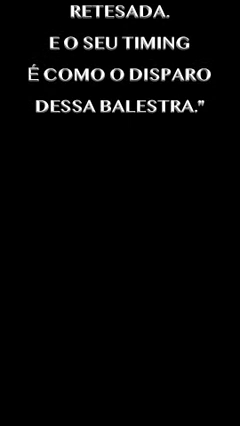 RETESADA.
E O SEU TIMING
É COMO O DISPARO
DESSA BALESTRA."